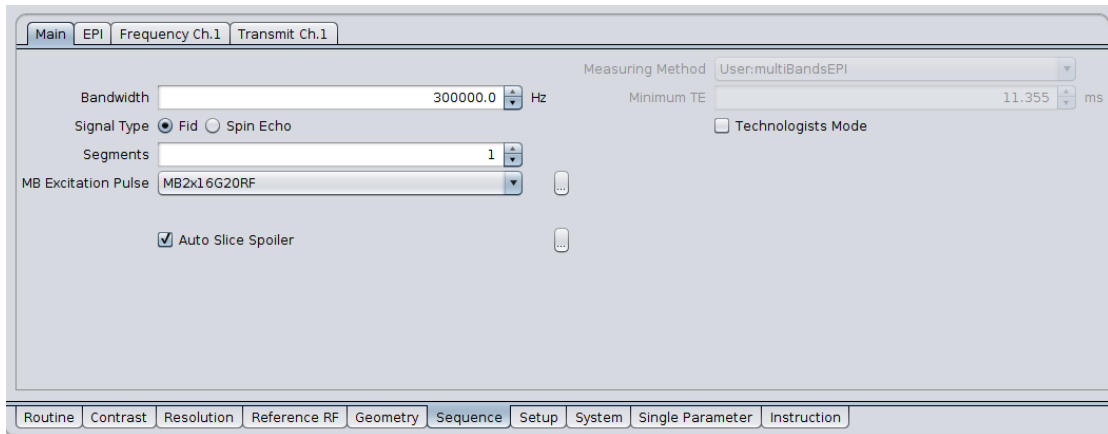 Main EPI Frequency Ch.1 Transmit Ch.1
Measuring Method User:multiBandsEPI
Bandwidth 300000.0 Hz Minimum TE 11.355 ms
Signal Type Fid Spin Echo Technologists Mode
Segments 1
MB Excitation Pulse MB2x16G20RF ...
Auto Slice Spoiler ...
Routine Contrast Resolution Reference RF Geometry Sequence Setup System Single Parameter Instruction